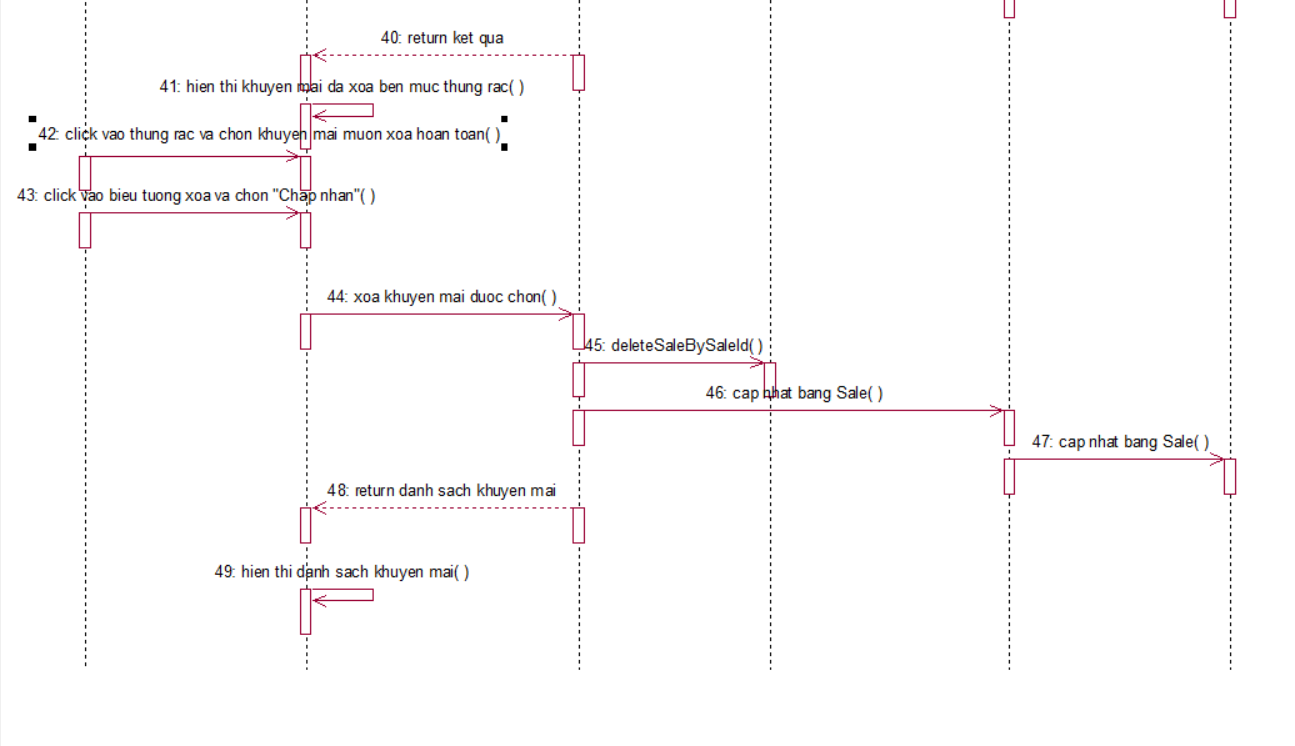 40: return ket qua
41: hien thi khuyen mai da xoa ben muc thung rac( )
42: click vao thung rac va chon khuyen mai muon xoa hoan toan( )
43: click vao bieu tuong xoa va chon "Chap nhan"( )
44: xoa khuyen mai duoc chon( )
45: deleteSaleBySaleId( )
46: cap nhat bang Sale( )
47: cap nhat bang Sale( )
48: return danh sach khuyen mai
49: hien thi danh sach khuyen mai( )